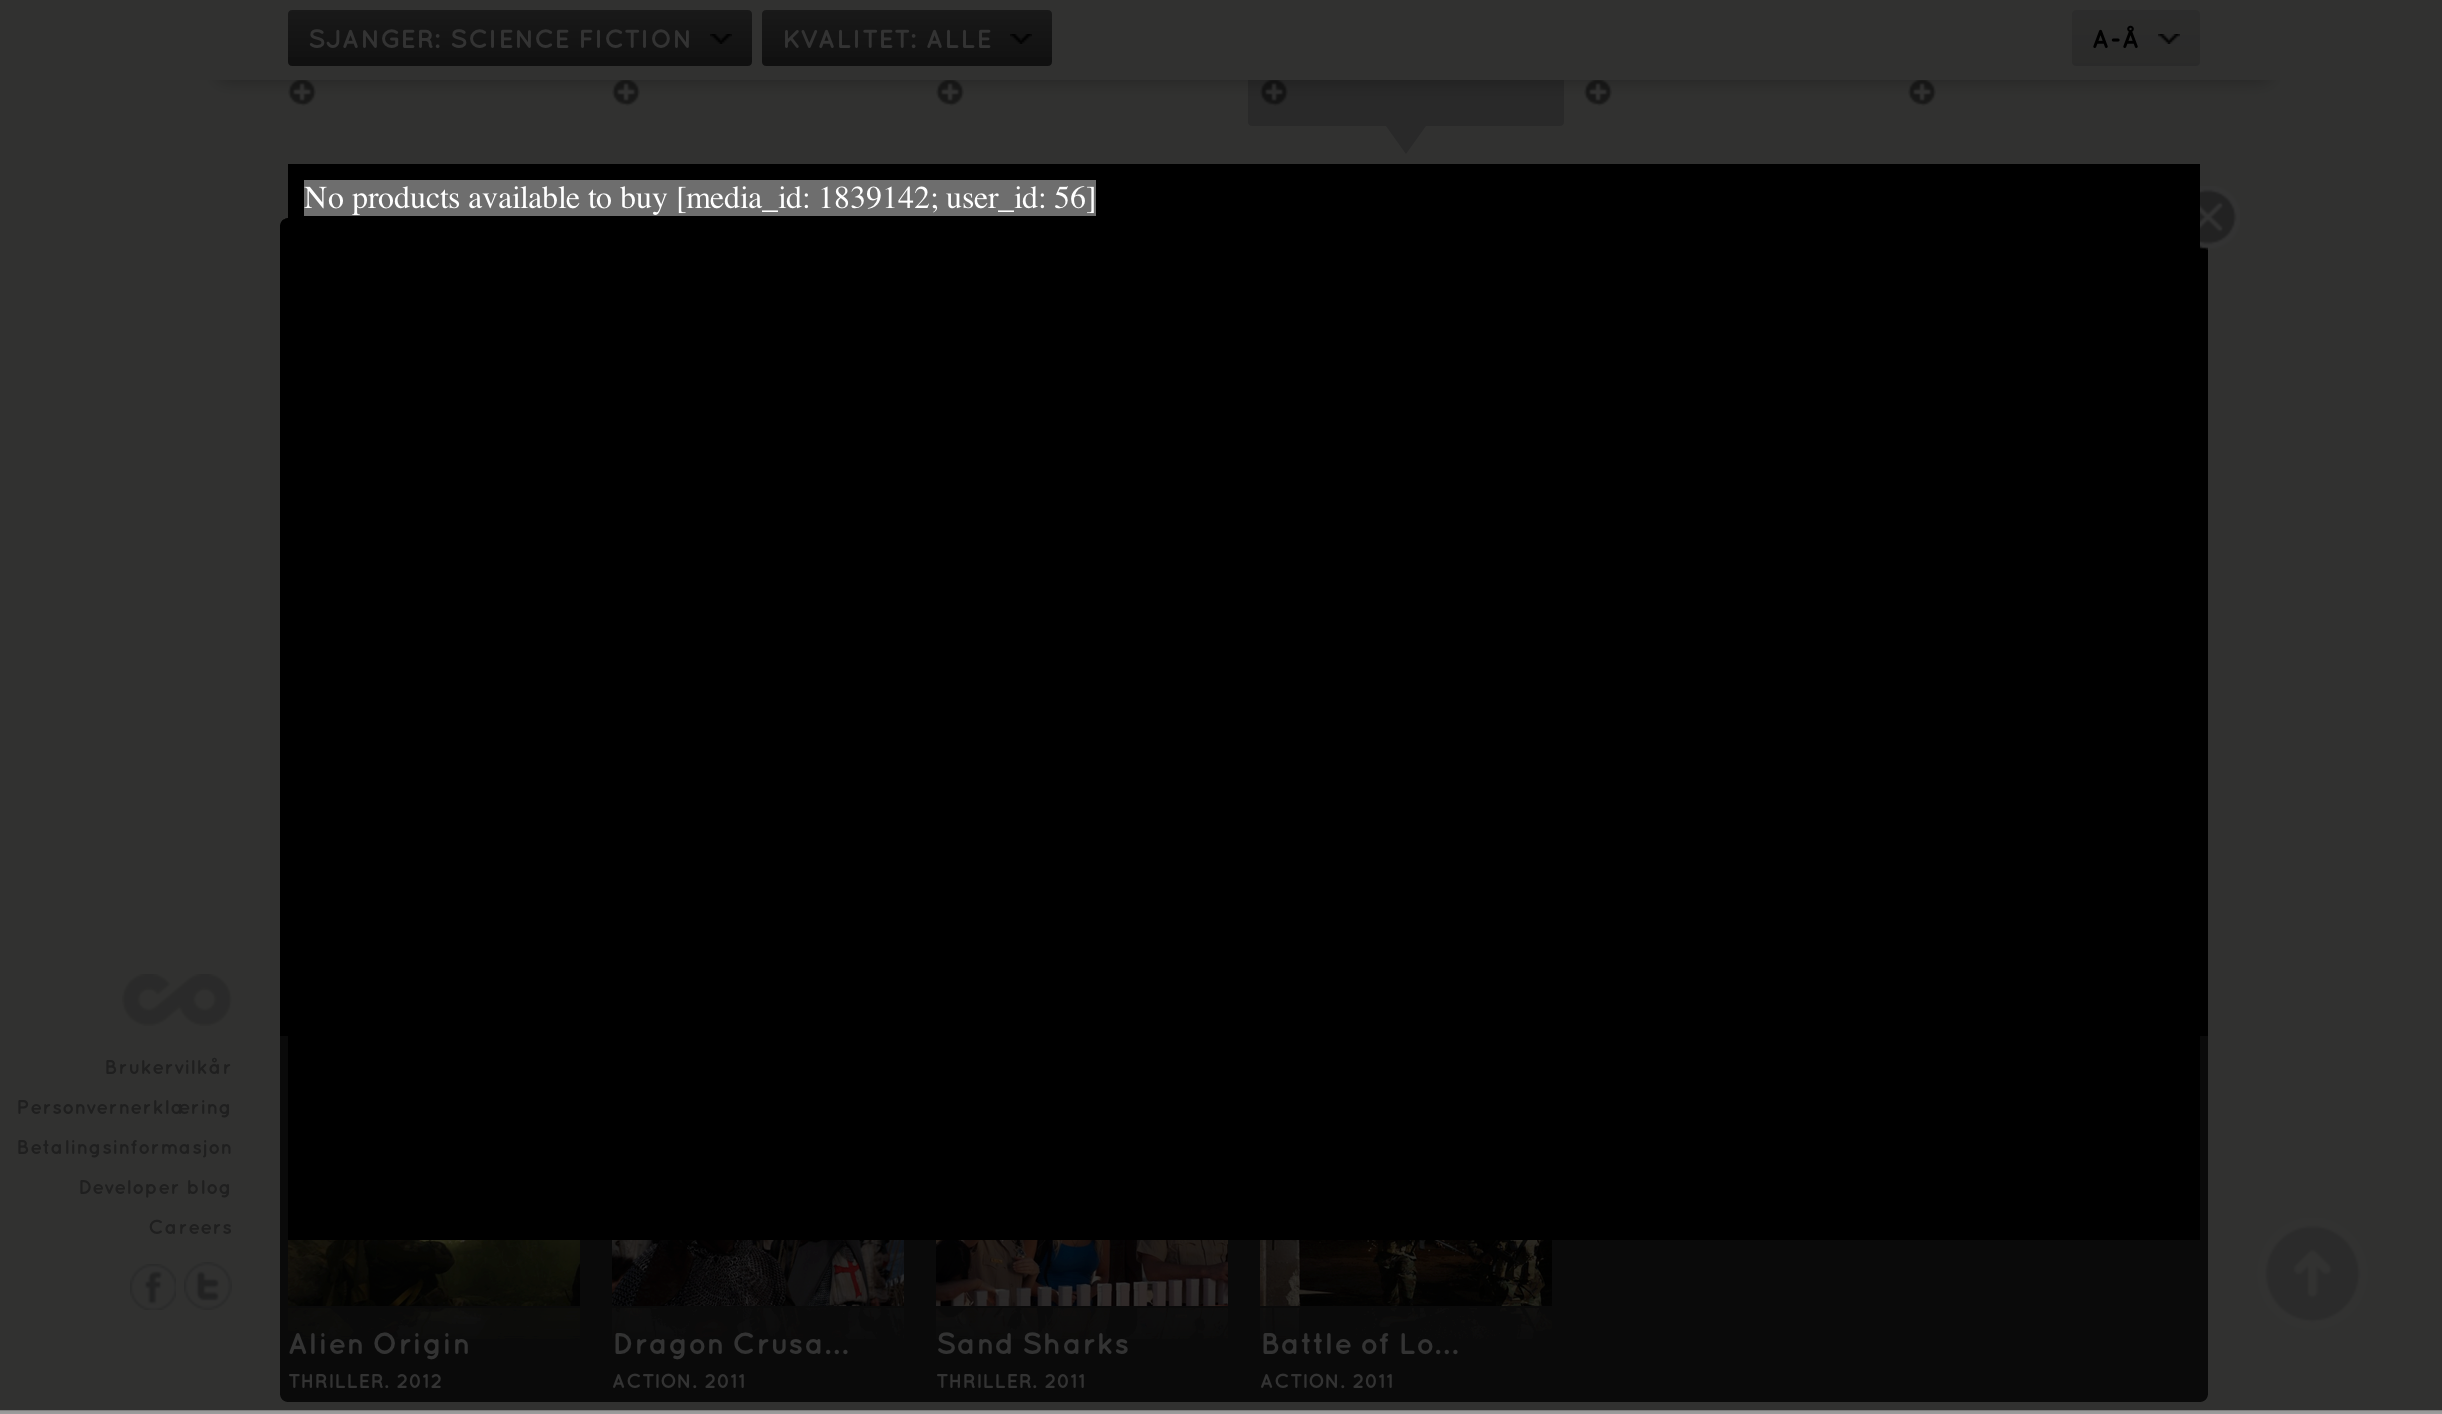 SJANGER: SCIENCE FICTION
KVALITET: ALLE
A-Å
No products available to buy [media_id: 1839142; user_id: 56]
Brukervilkår
Personvernerklæring
Betalingsinformasjon
Developer blog
Careers
Alien Origin
THRILLER. 2012
Dragon Crusa...
ACTION. 2011
Sand Sharks
THRILLER. 2011
Battle of Lo...
ACTION. 2011